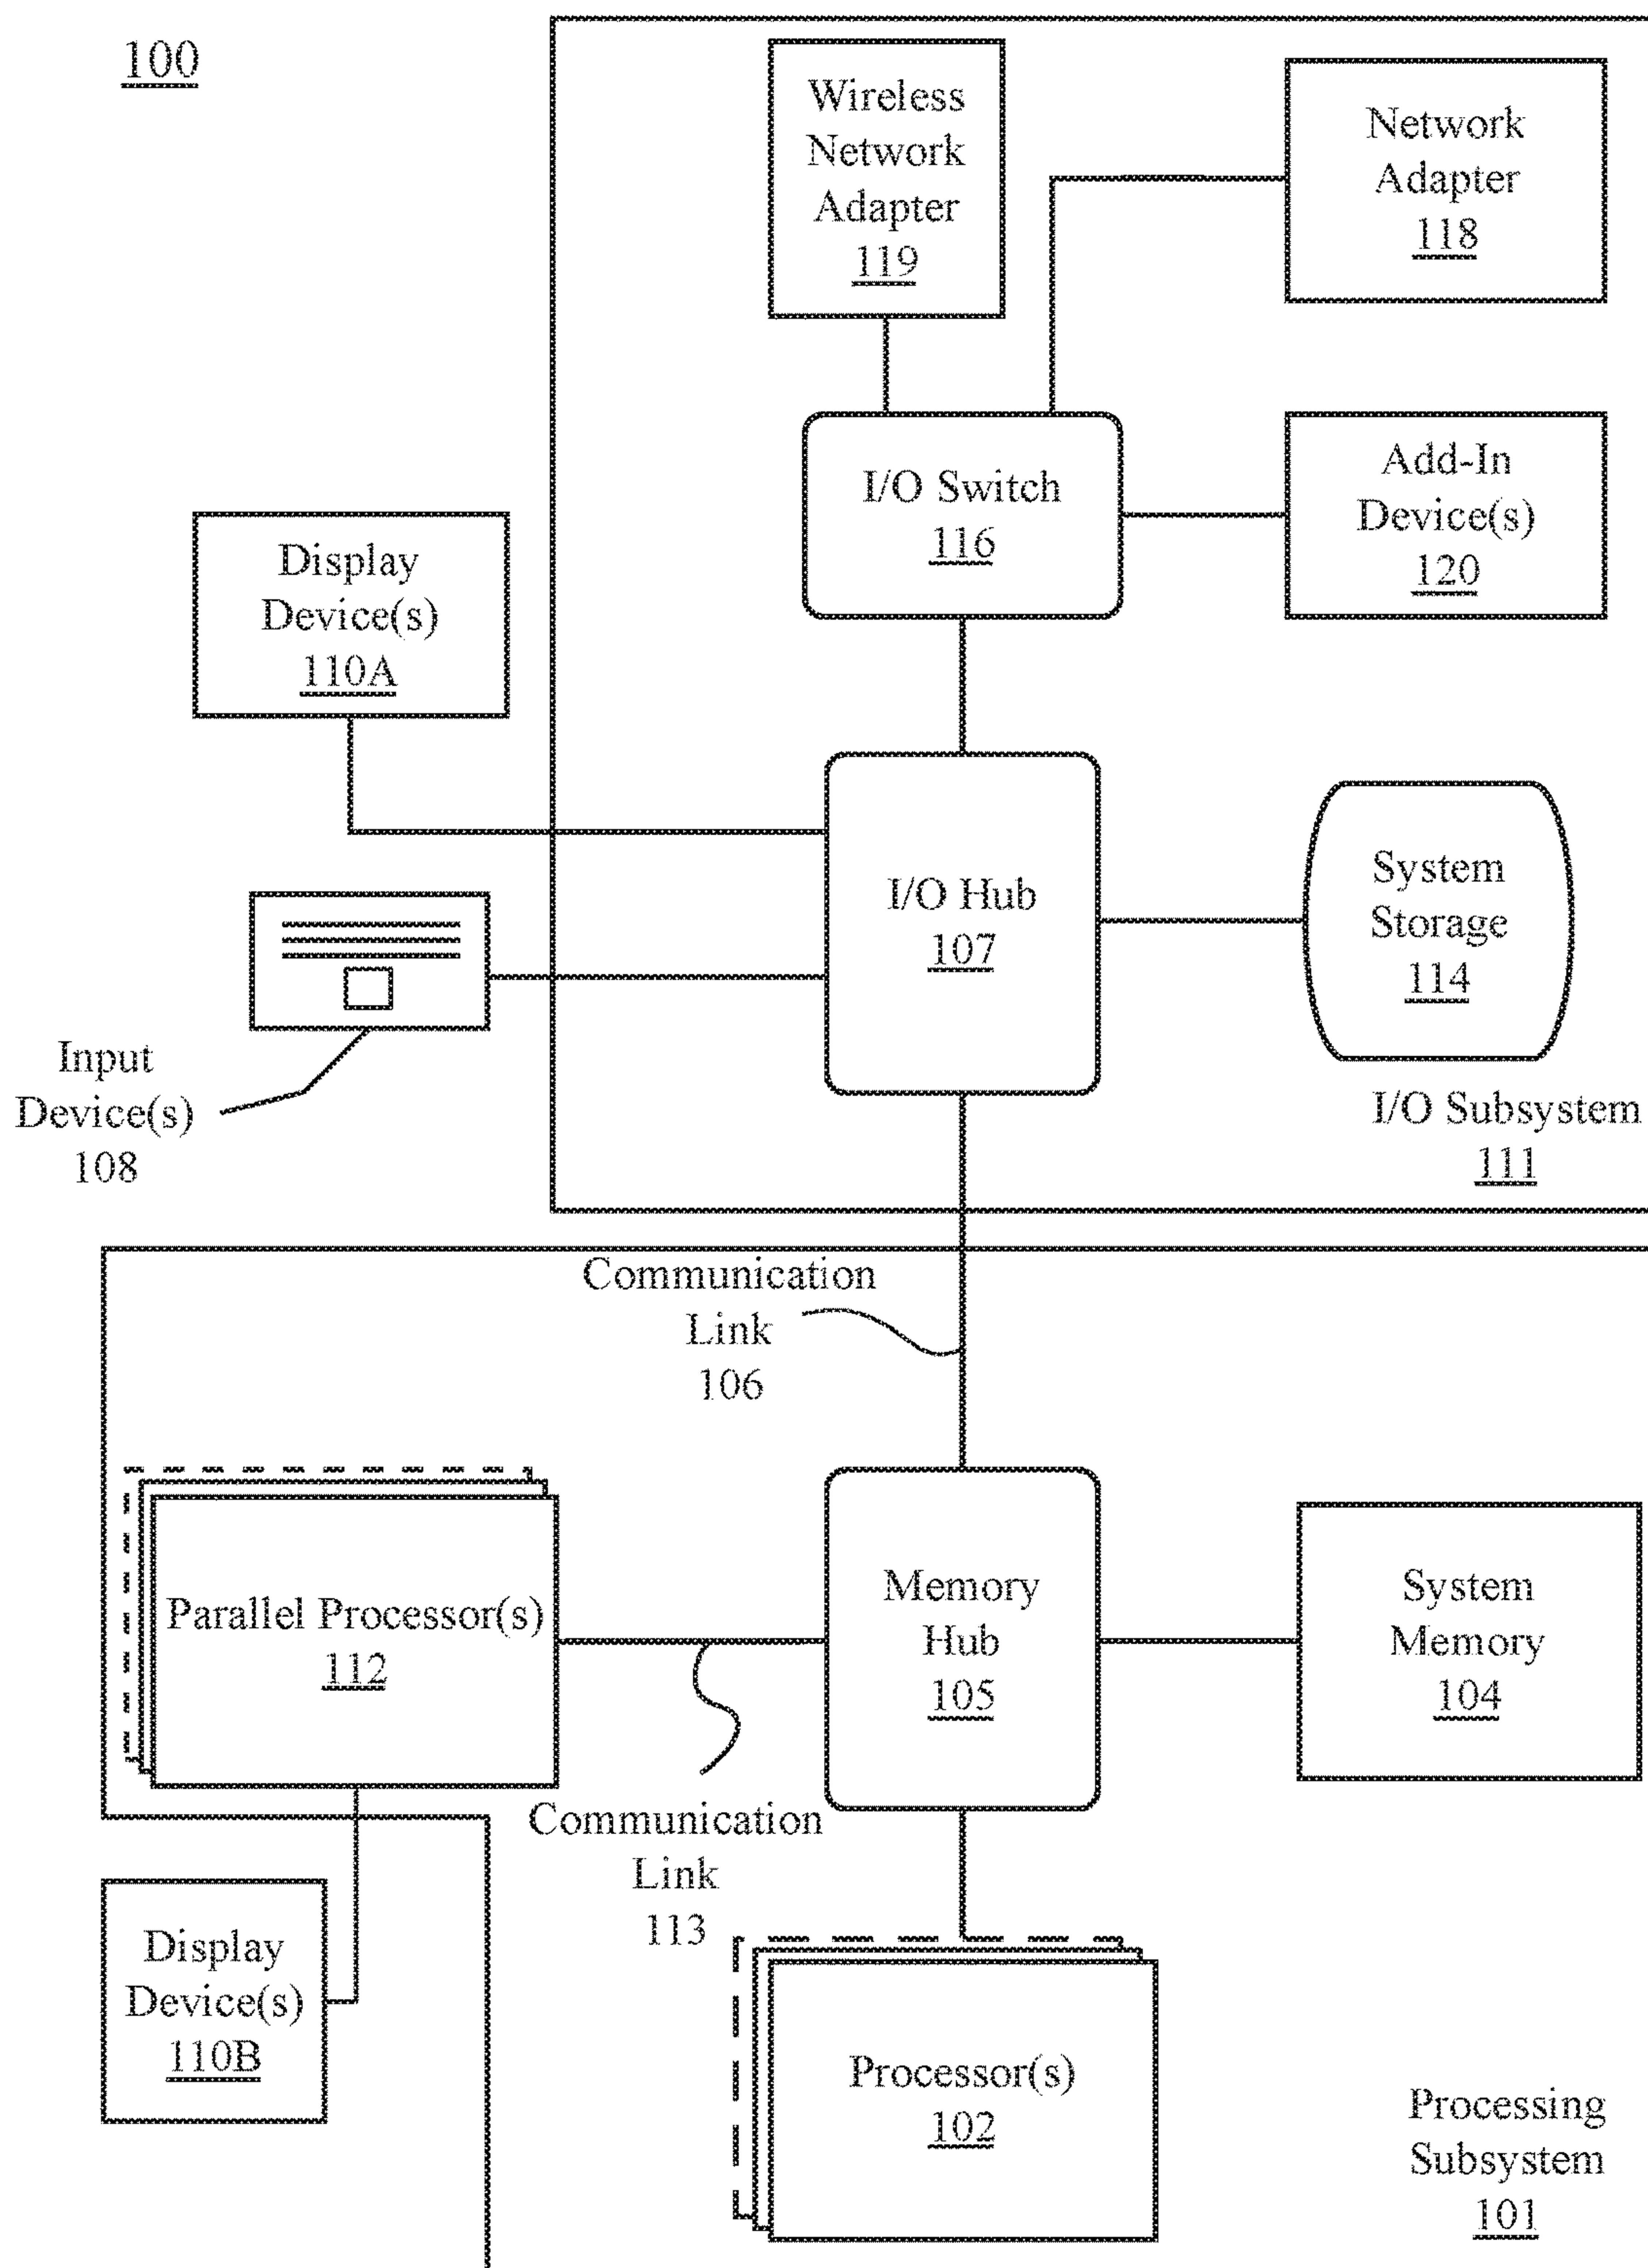 100
Wireless
Network
Adapter
119
Network
Adapter
118
I/O Switch
116
Add-In
Device(s)
120
Display
Device(s)
110A
I/O Hub
107
System
Storage
114
Input
Device(s)
108
I/O Subsystem
111
Communication
Link
106
Parallel Processor(s)
112
Memory
Hub
105
System
Memory
104
Communication
Link
113
Display
Device(s)
110B
Processor(s)
102
Processing
Subsystem
101